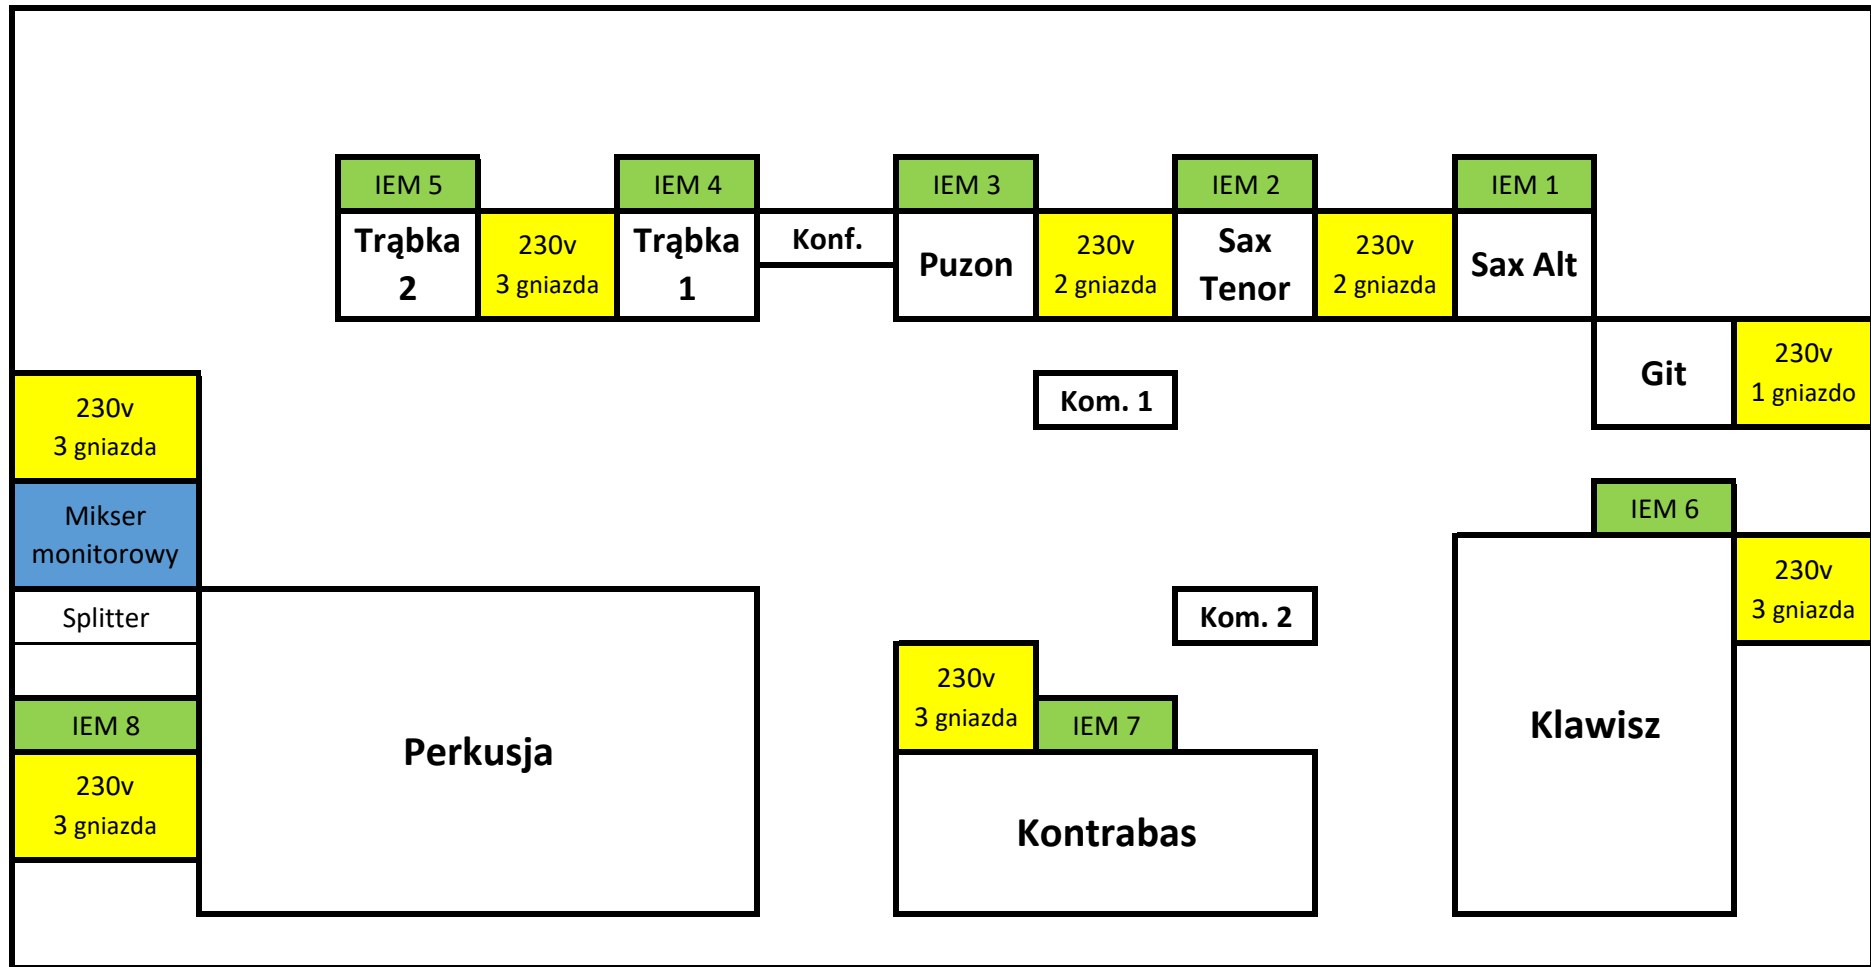 IEM 5
IEM 4
IEM 3
IEM 2
IEM 1
Trąbka
2
230v
3 gniazda
Trąbka
1
Konf.
Puzon
230v
2 gniazda
Sax
Tenor
230v
2 gniazda
Sax Alt
Git
230v
1 gniazdo
230v
3 gniazda
Kom. 1
Mikser
monitorowy
IEM 6
230v
3 gniazda
Splitter
Kom. 2
230v
3 gniazda
IEM 7
IEM 8
Klawisz
Perkusja
230v
3 gniazda
Kontrabas